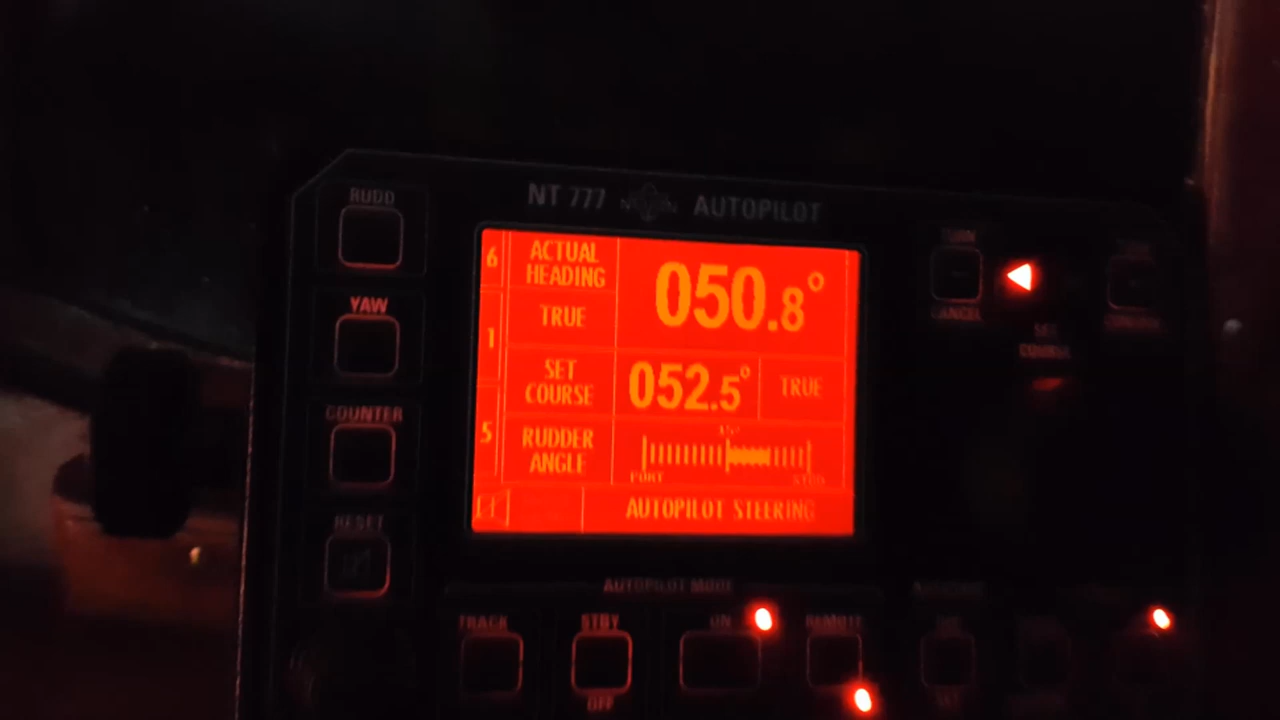 RUDD
NT 777 AUTOPILOT
YAW
COUNTER
RESET
6
1
5
ACTUAL
HEADING
050.8°
TRUE
SET
COURSE
052.5° TRUE
RUDDER
ANGLE
PORT STBD
AUTOPILOT STEERING
CANCEL
SET
COURSE
AUTOPILOT MODE
TRACK STBY ON REMOTE
OFF